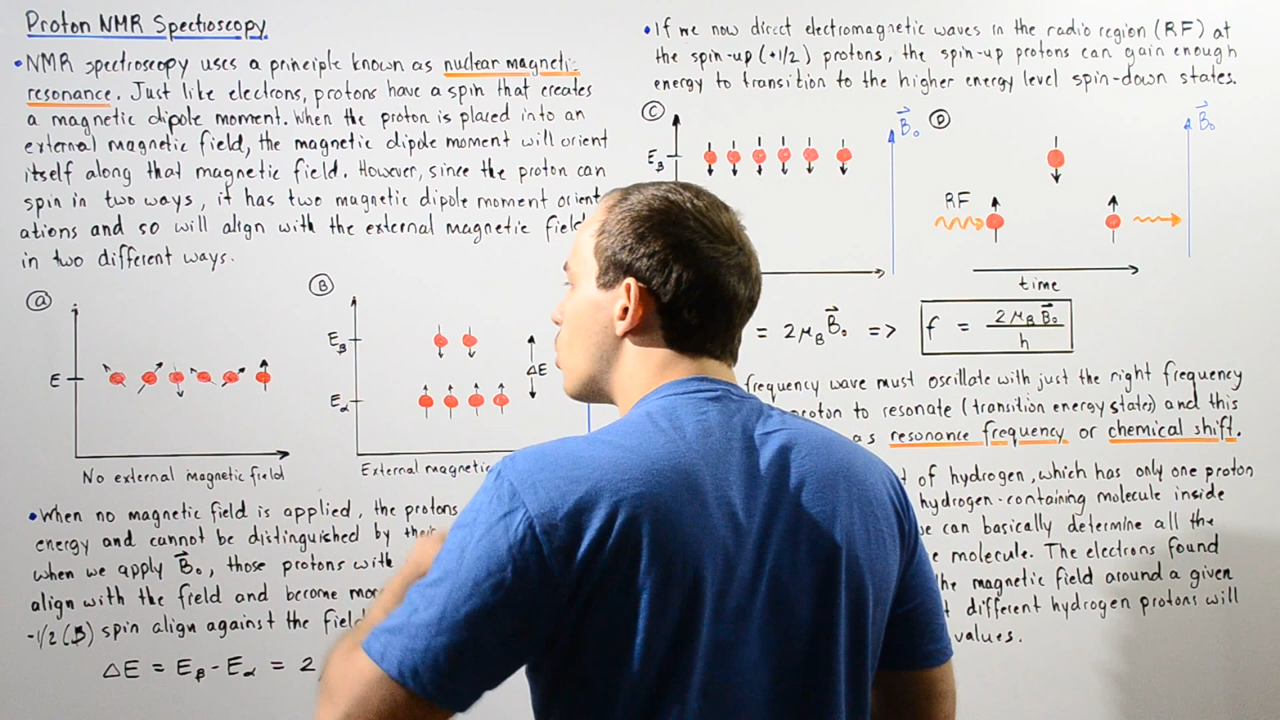 Proton NMR Spectioscopy
•NMR spectroscopy uses a principle known as nuclear magnetic
resonance. Just like electrons, protons have a spin that creates
a magnetic dipole moment. When the proton is placed into an
external magnetic field, the magnetic dipole moment will orient
itself along that magnetic field. However, since the proton can
spin in two ways, it has two magnetic dipole moment orient
ations and so will align with the external magnetic field
in two different ways.
A
E
No external magnetic field
B
Eβ
Eα
ΔE
External magnetic
•When no magnetic field is applied, the protons
energy and cannot be distinguished by their
when we apply B⃗o, those protons with
align with the field and become more
-1/2 (β) spin align against the field
ΔE = Eβ - Eα = 2
•If we now direct electromagnetic waves in the radio region (RF) at
the spin-up (+1/2) protons, the spin-up protons can gain enough
energy to transition to the higher energy level spin-down states.
C
Eβ
B⃗o
D
RF
B⃗o
time
= 2μB B⃗o => f = 2μB B⃗o / h
frequency wave must oscillate with just the right frequency
proton to resonate (transition energy states) and this
as resonance frequency or chemical shift.
of hydrogen, which has only one proton
hydrogen-containing molecule inside
we can basically determine all the
molecule. The electrons found
the magnetic field around a given
different hydrogen protons will
values.